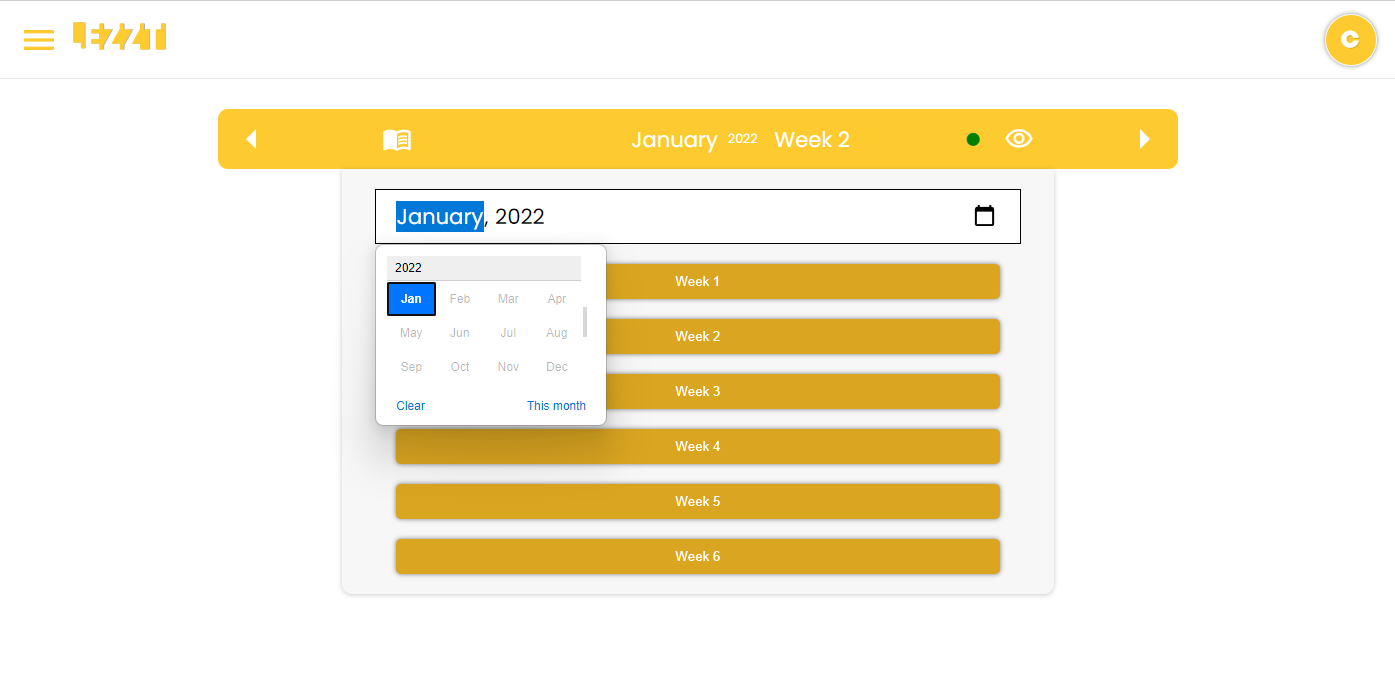 C
January 2022 Week 2
January, 2022
2022
Jan Feb Mar Apr
May Jun Jul Aug
Sep Oct Nov Dec
Clear This month
Week 1
Week 2
Week 3
Week 4
Week 5
Week 6